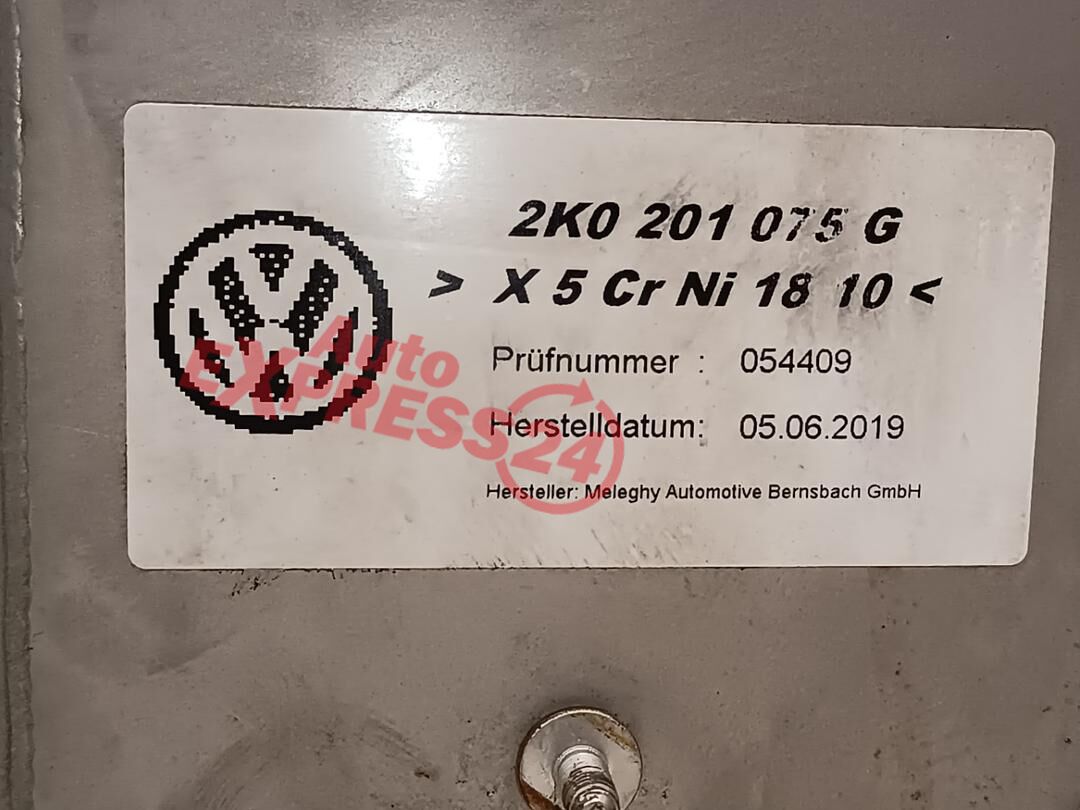 2K0 201 075 G
> X 5 Cr Ni 18 10 <
Prüfnummer : 054409
Herstelldatum: 05.06.2019
Hersteller: Meleghy Automotive Bernsbach GmbH
Auto
EXPRESS24